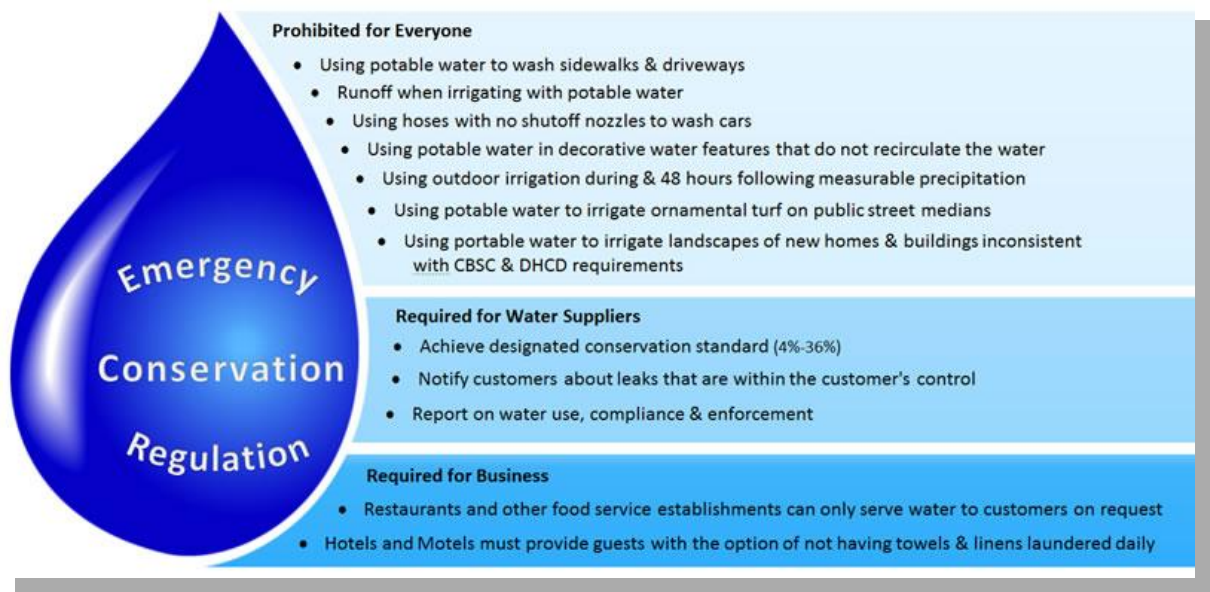 Prohibited for Everyone
• Using potable water to wash sidewalks & driveways
• Runoff when irrigating with potable water
• Using hoses with no shutoff nozzles to wash cars
• Using potable water in decorative water features that do not recirculate the water
• Using outdoor irrigation during & 48 hours following measurable precipitation
• Using potable water to irrigate ornamental turf on public street medians
• Using portable water to irrigate landscapes of new homes & buildings inconsistent
with CBSC & DHCD requirements
Emergency
Conservation
Regulation
Required for Water Suppliers
• Achieve designated conservation standard (4%-36%)
• Notify customers about leaks that are within the customer's control
• Report on water use, compliance & enforcement
Required for Business
• Restaurants and other food service establishments can only serve water to customers on request
• Hotels and Motels must provide guests with the option of not having towels & linens laundered daily